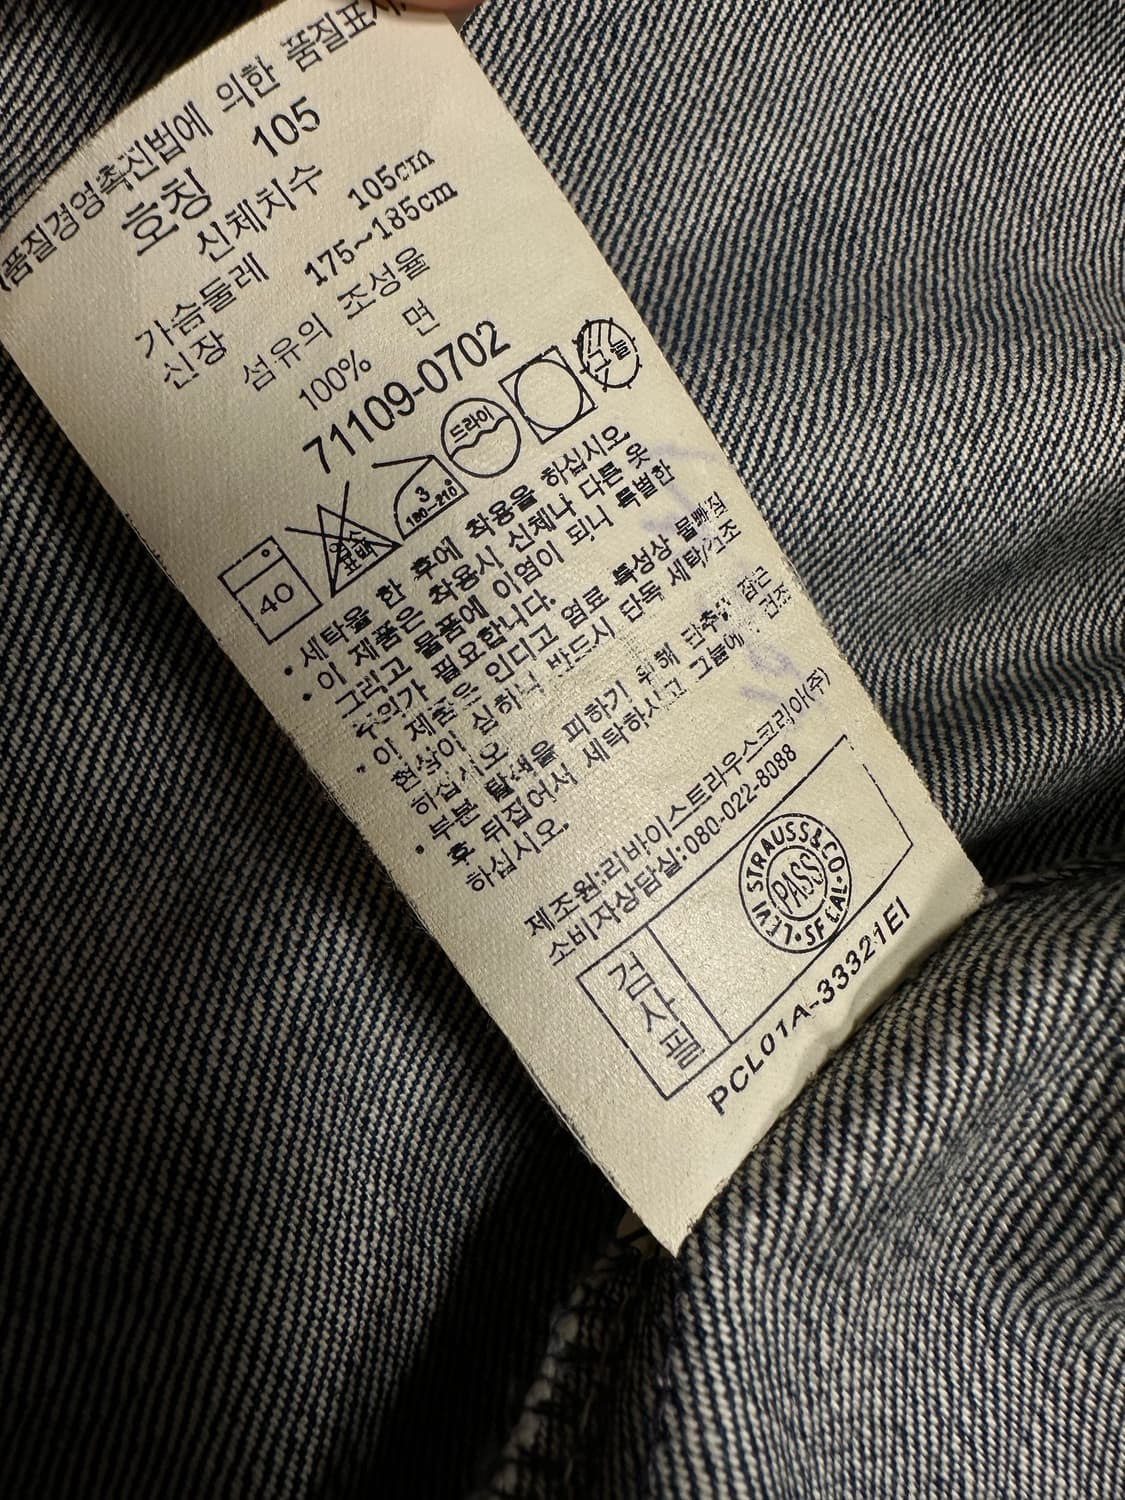 (품질경영촉진법에 의한 품질표시
호칭 105
신체치수
가슴둘레 105cm
신장 175~185cm
섬유의 조성율
100% 면
71109-0702
40
염소
표백
3
180-210°
드라이
그늘
· 세탁을 한 후에 착용을 하십시오
· 이 제품은 착용시 신체나 다른 옷
그리고 물품에 이염이 되니 특별한
주의가 필요합니다.
· 이 제품은 인디고 염료 특성상 물빠짐
현상이 심하니 반드시 단독 세탁/건조
하십시오
· 부분 탈색을 피하기 위해 단추를 잠근
후 뒤접어서 세탁하시고 그늘에 건조
하십시오.
제조원:리바이스트라우스코리아(주)
소비자상담실:080-022-8088
검사필
LEVI STRAUSS&CO·SF CAL·
PASS
PCL01A-33321EI